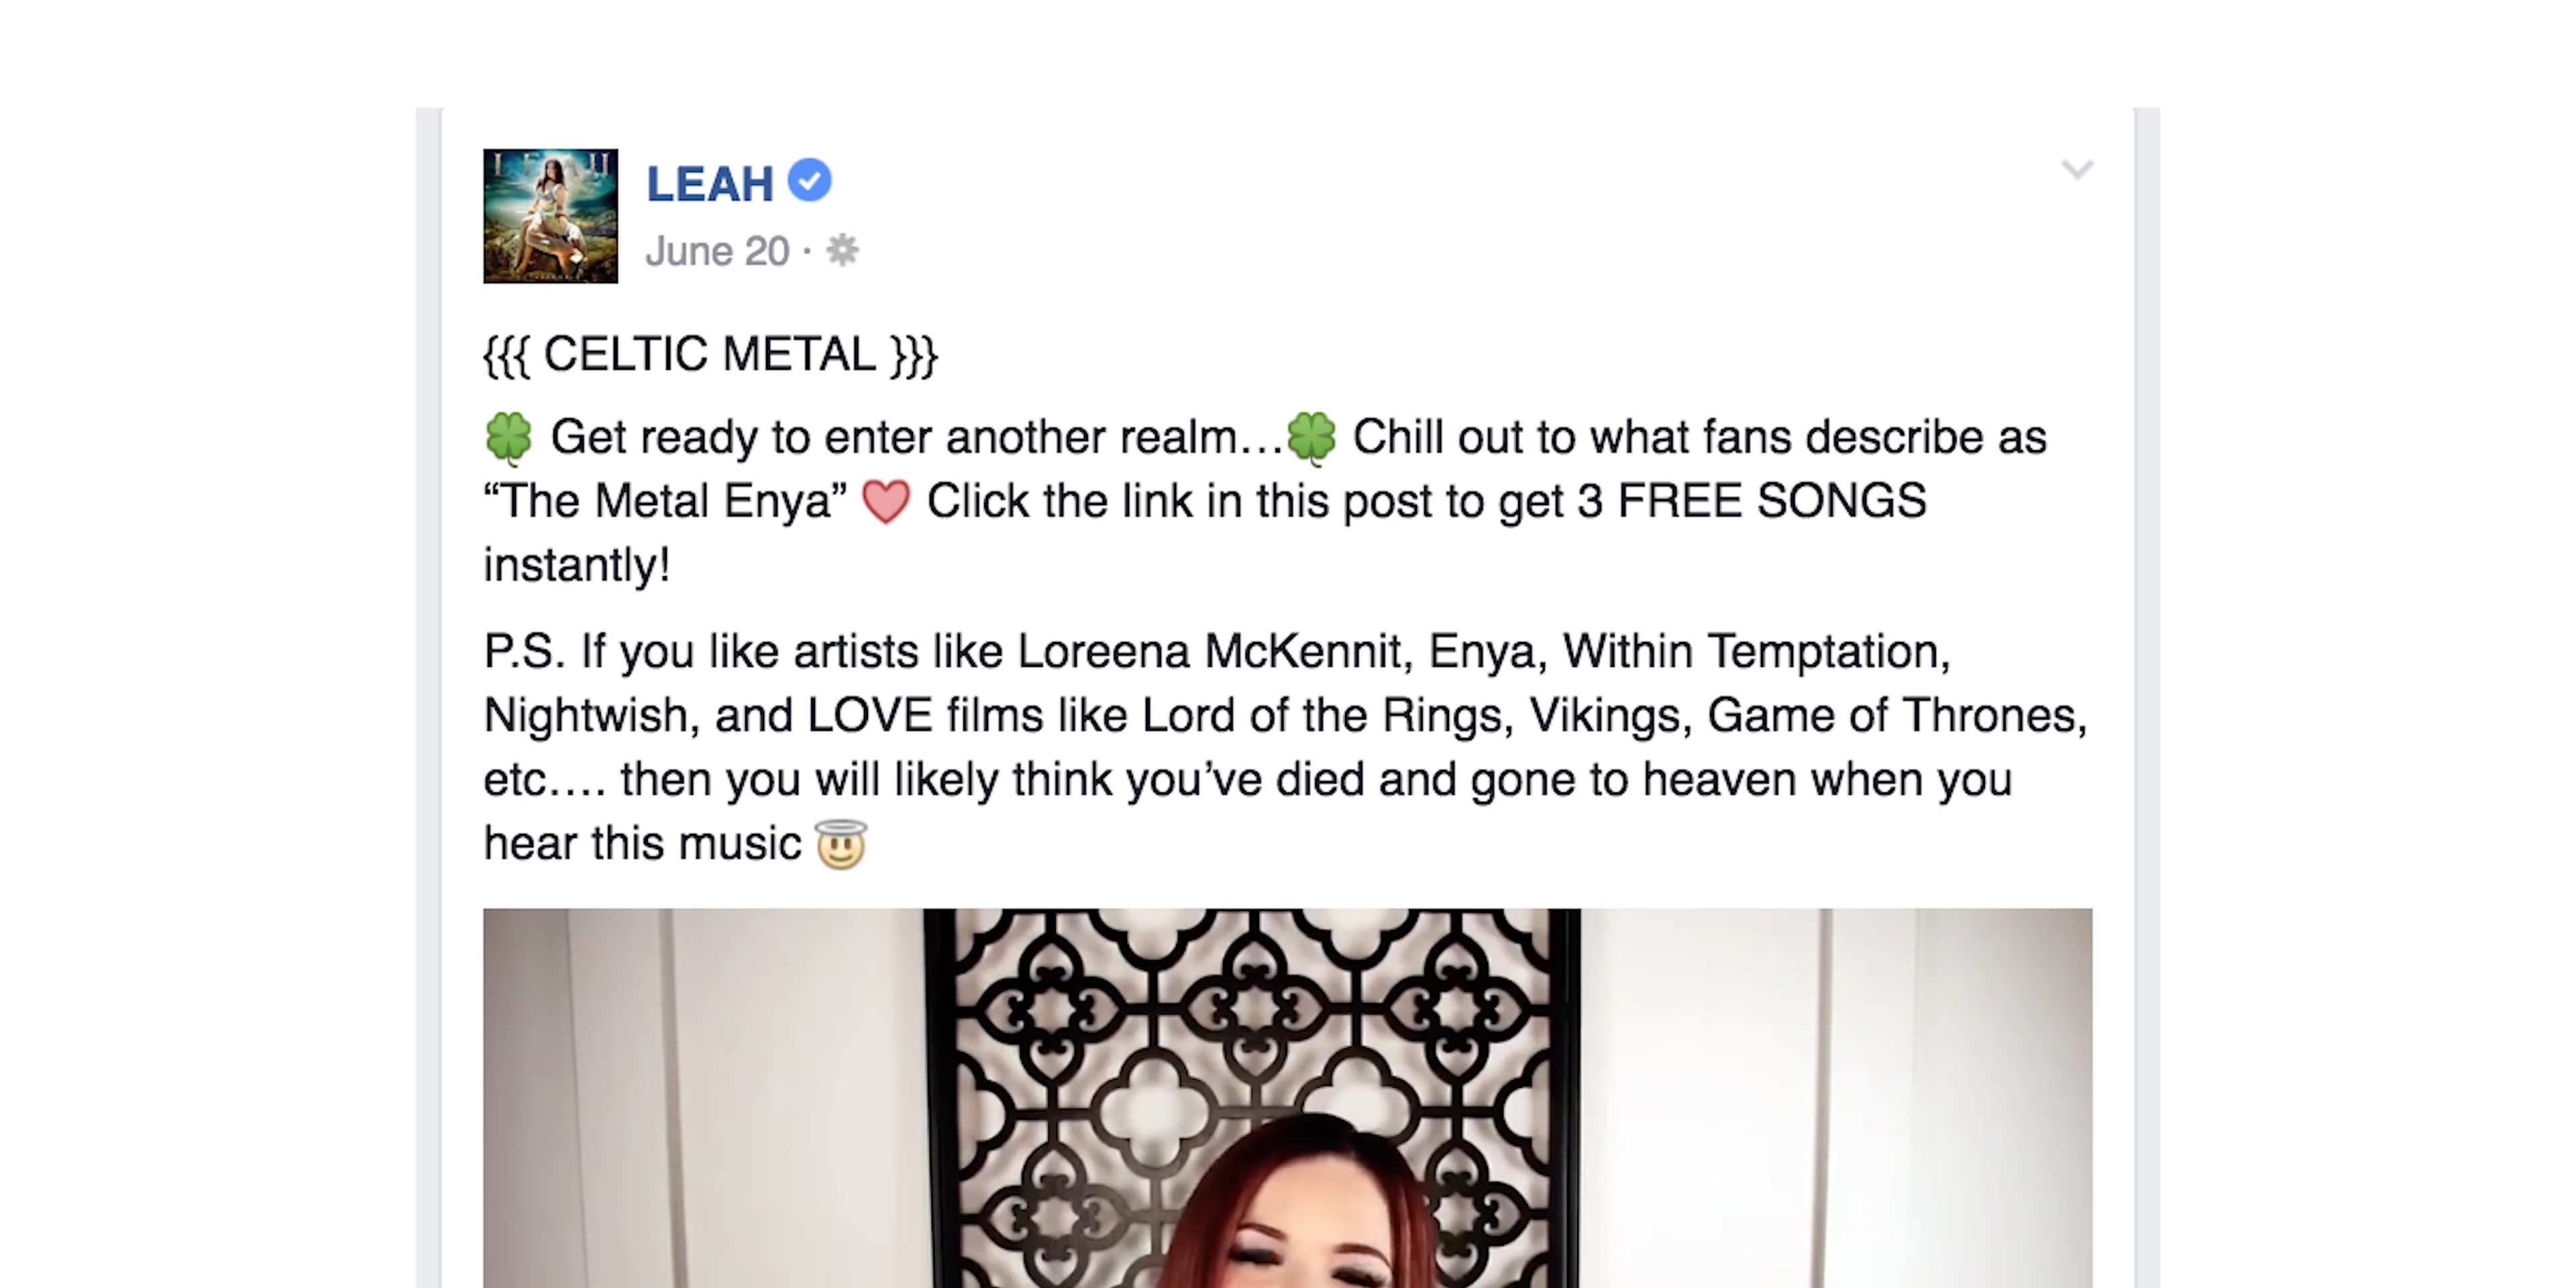 LEAH
LEAH
June 20 ·
{{{ CELTIC METAL }}}
🍀 Get ready to enter another realm…🍀 Chill out to what fans describe as
“The Metal Enya” ❤️ Click the link in this post to get 3 FREE SONGS
instantly!
P.S. If you like artists like Loreena McKennit, Enya, Within Temptation,
Nightwish, and LOVE films like Lord of the Rings, Vikings, Game of Thrones,
etc.… then you will likely think you’ve died and gone to heaven when you
hear this music 😇